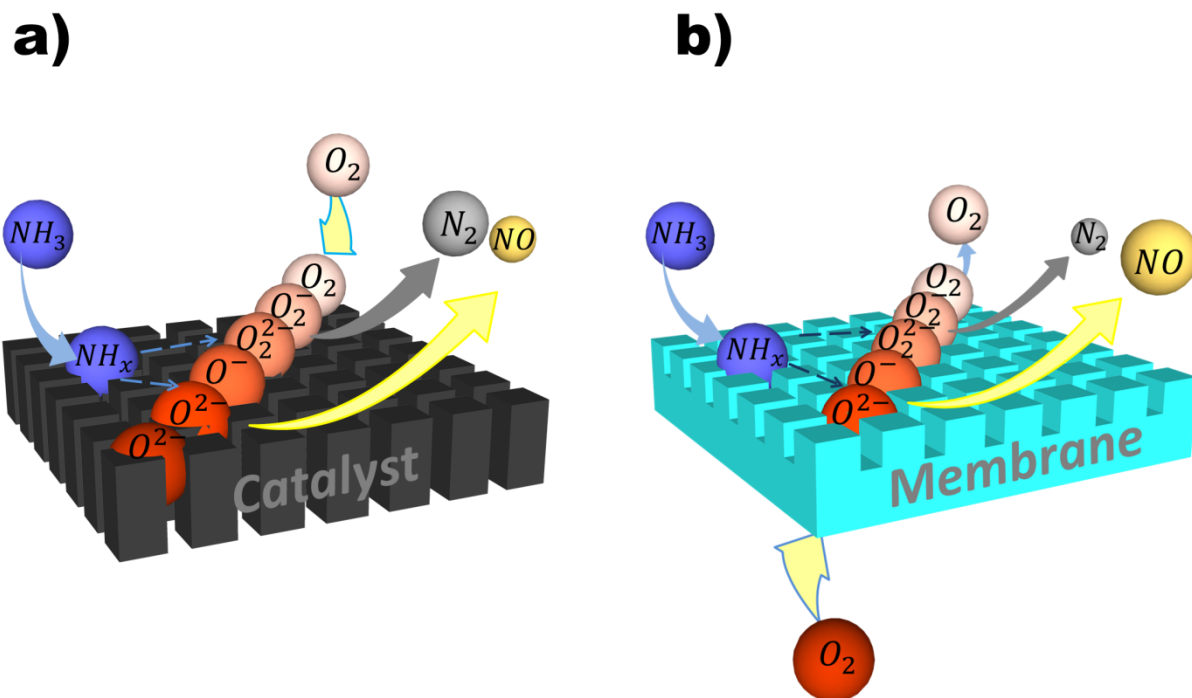 a)
O₂
NH₃
N₂
NO
O₂
O₂⁻
O₂²⁻
NHₓ
O⁻
O²⁻
O²⁻
Catalyst
b)
NH₃
O₂
N₂
NO
O₂
O₂⁻
O₂²⁻
NHₓ
O⁻
O²⁻
Membrane
O₂